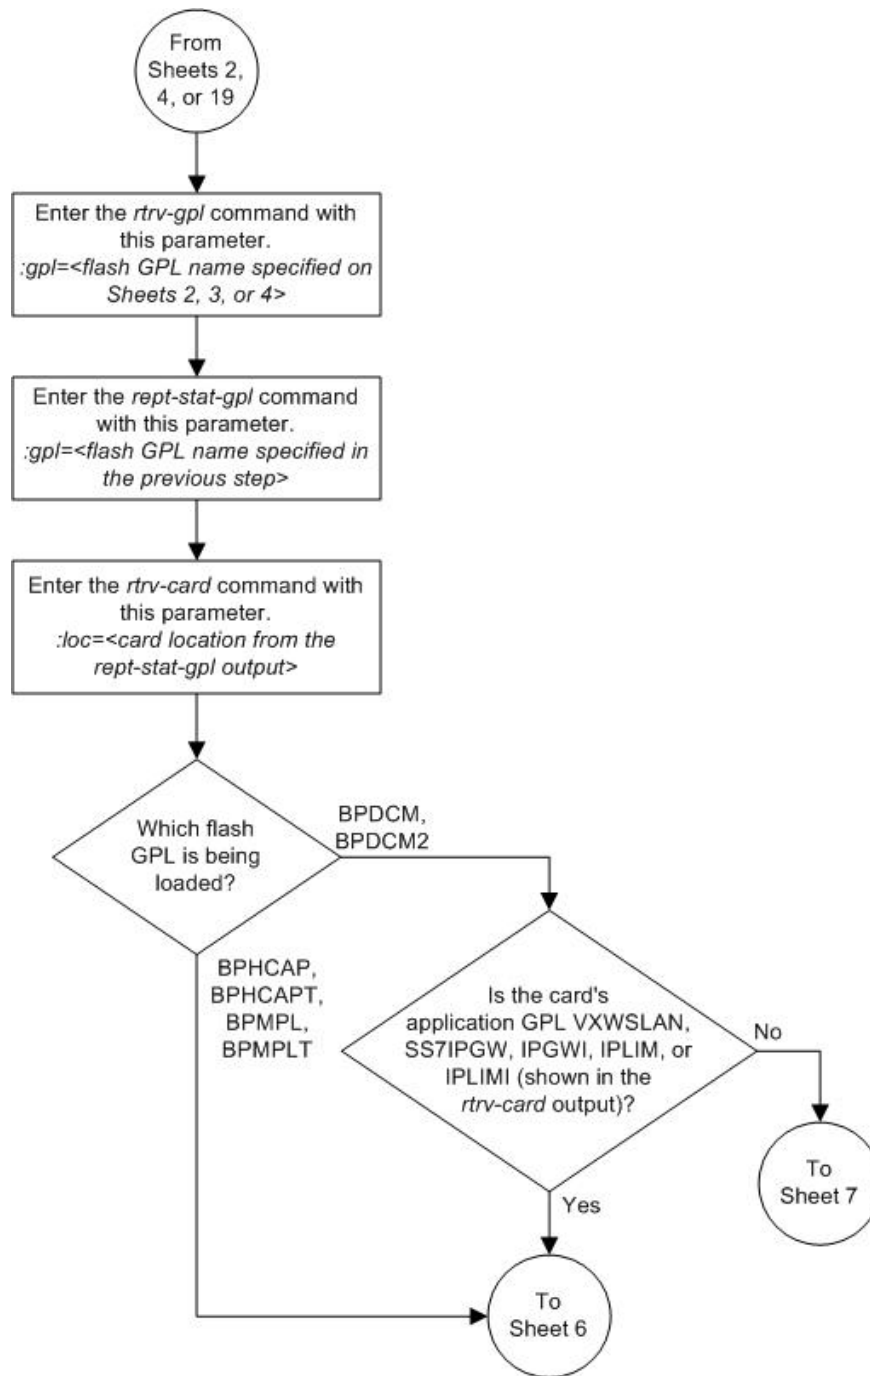 From
Sheets 2,
4, or 19
Enter the rtrv-gpl command with
this parameter.
:gpl=<flash GPL name specified on
Sheets 2, 3, or 4>
Enter the rept-stat-gpl command
with this parameter.
:gpl=<flash GPL name specified in
the previous step>
Enter the rtrv-card command with
this parameter.
:loc=<card location from the
rept-stat-gpl output>
Which flash
GPL is being
loaded?
BPDCM,
BPDCM2
BPHCAP,
BPHCAPT,
BPMPL,
BPMPLT
Is the card's
application GPL VXWSLAN,
SS7IPGW, IPGWI, IPLIM, or
IPLIMI (shown in the
rtrv-card output)?
No
To
Sheet 7
Yes
To
Sheet 6